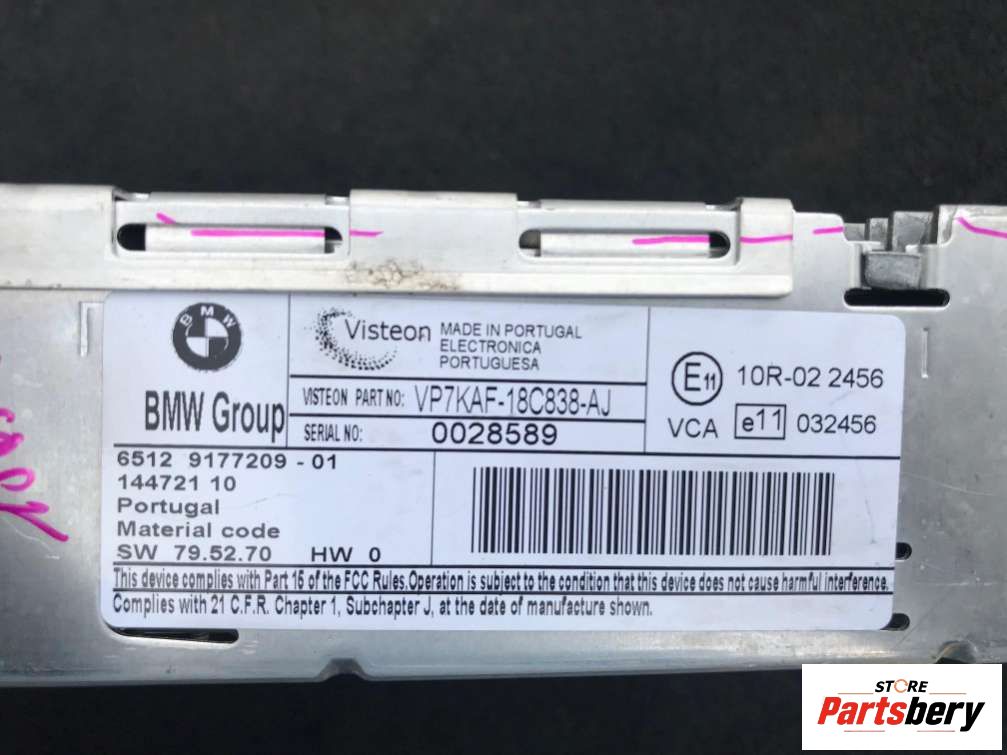 BMW
BMW Group
Visteon
MADE IN PORTUGAL
ELECTRONICA
PORTUGUESA
VISTEON PART NO: VP7KAF-18C838-AJ
SERIAL NO: 0028589
E11 10R-02 2456
VCA e11 032456
6512 9177209 - 01
144721 10
Portugal
Material code
SW 79.52.70 HW 0
This device complies with Part 15 of the FCC Rules.Operation is subject to the condition that this device does not cause harmful interference.
Complies with 21 C.F.R. Chapter 1, Subchapter J, at the date of manufacture shown.
STORE
Partsbery